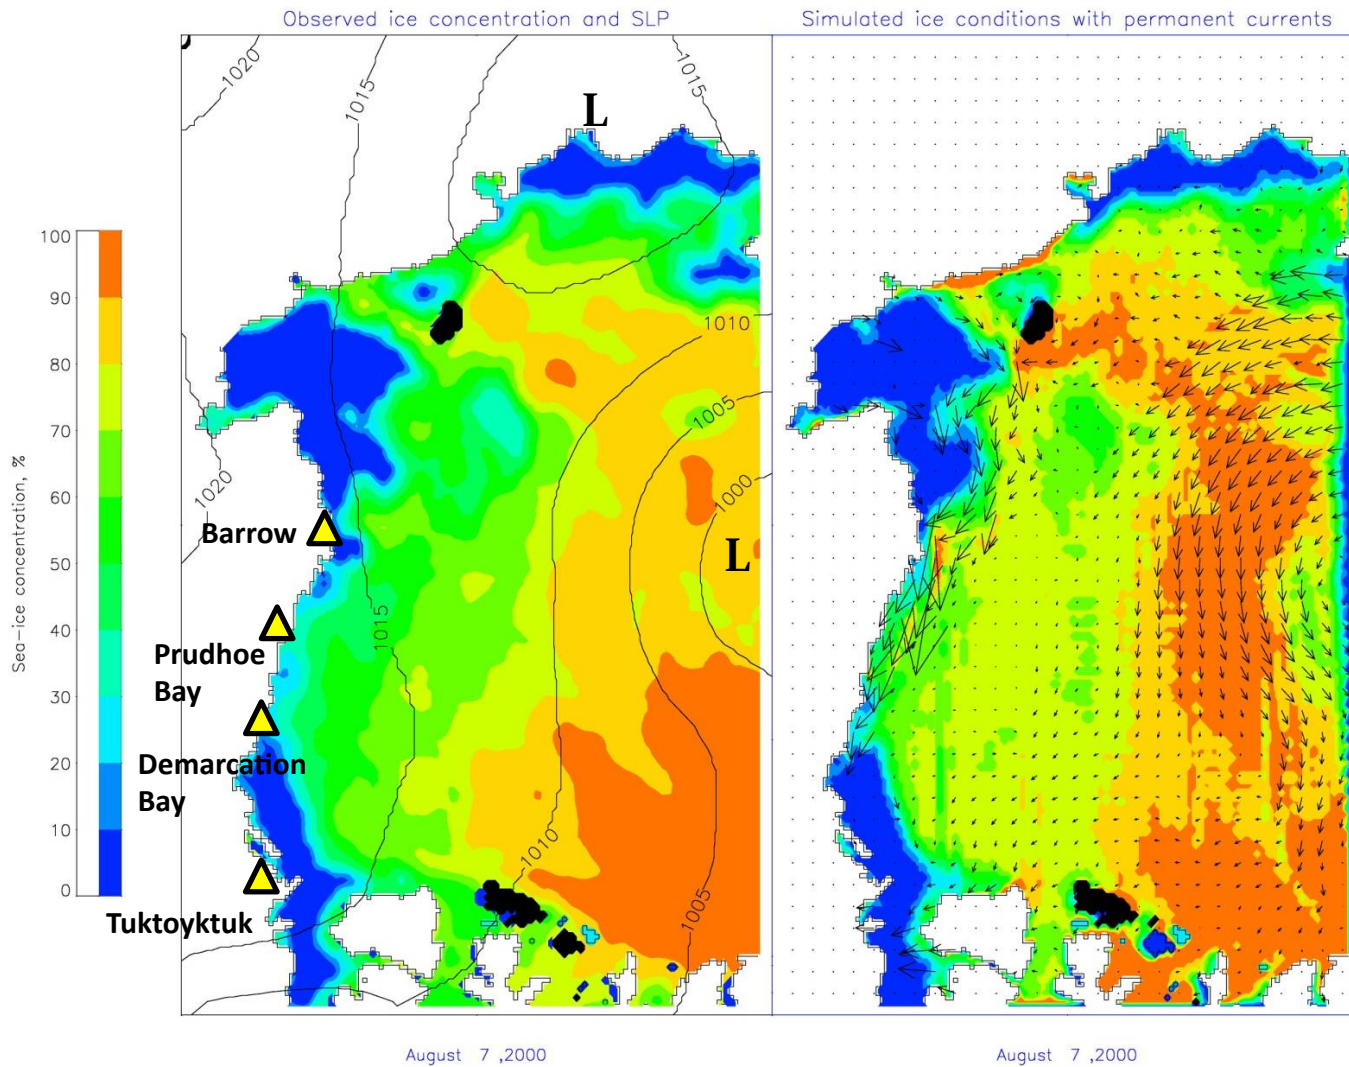 Observed ice concentration and SLP
Simulated ice conditions with permanent currents
1020
1015
1015
L
100
90
80
70
60
50
40
30
20
10
0
Sea-ice concentration, %
1010
1005
1000
1020
L
Barrow
1015
Prudhoe
Bay
Demarcation
Bay
1010
1005
Tuktoyktuk
August 7 ,2000
August 7 ,2000